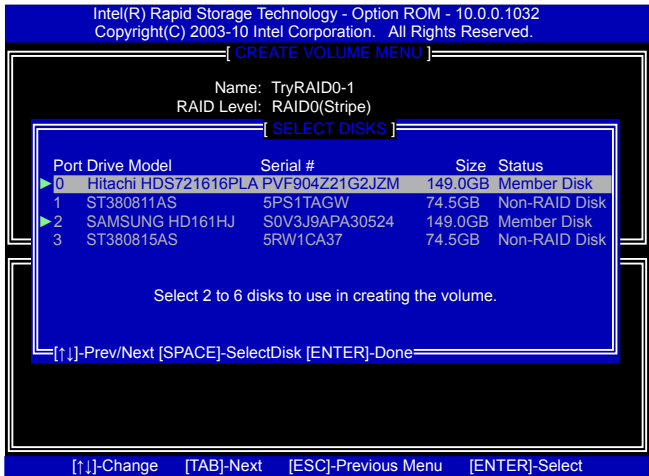 Intel(R) Rapid Storage Technology - Option ROM - 10.0.0.1032
Copyright(C) 2003-10 Intel Corporation. All Rights Reserved.
[ CREATE VOLUME MENU ]
Name: TryRAID0-1
RAID Level: RAID0(Stripe)
[ SELECT DISKS ]
Port Drive Model Serial # Size Status
0 Hitachi HDS721616PLA PVF904Z21G2JZM 149.0GB Member Disk
1 ST380811AS 5PS1TAGW 74.5GB Non-RAID Disk
2 SAMSUNG HD161HJ S0V3J9APA30524 149.0GB Member Disk
3 ST380815AS 5RW1CA37 74.5GB Non-RAID Disk
Select 2 to 6 disks to use in creating the volume.
[↑↓]-Prev/Next [SPACE]-SelectDisk [ENTER]-Done
[↑↓]-Change [TAB]-Next [ESC]-Previous Menu [ENTER]-Select